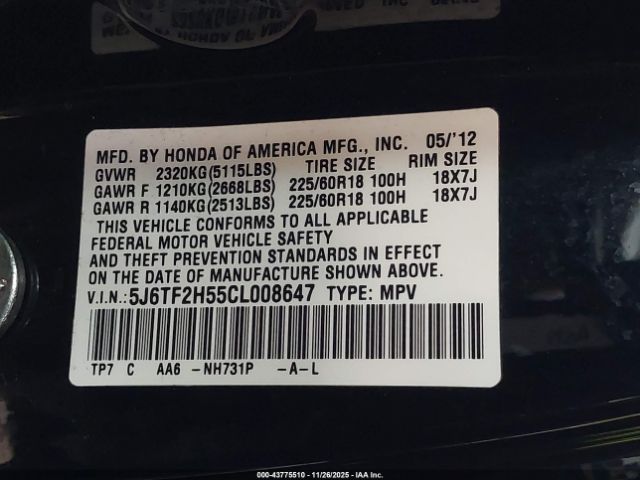 MFD. BY HONDA OF AMERICA MFG., INC. 05/'12
GVWR 2320KG(5115LBS) TIRE SIZE RIM SIZE
GAWR F 1210KG(2668LBS) 225/60R18 100H 18X7J
GAWR R 1140KG(2513LBS) 225/60R18 100H 18X7J
THIS VEHICLE CONFORMS TO ALL APPLICABLE
FEDERAL MOTOR VEHICLE SAFETY
AND THEFT PREVENTION STANDARDS IN EFFECT
ON THE DATE OF MANUFACTURE SHOWN ABOVE.
V.I.N.:5J6TF2H55CL008647 TYPE: MPV
TP7 C AA6 -NH731P -A-L
000-43775510 - 11/26/2025 - IAA Inc.